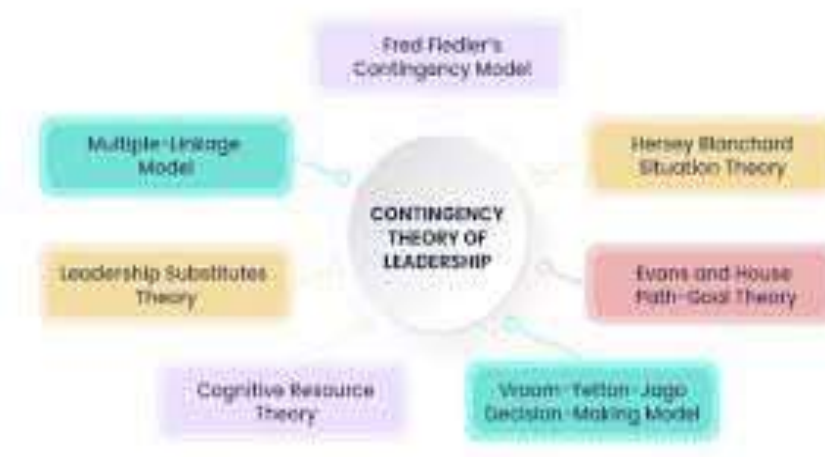 Fred Fiedler's
Contingency Model
Multiple-Linkage
Model
Hersey Blanchard
Situation Theory
CONTINGENCY
THEORY OF
LEADERSHIP
Leadership Substitutes
Theory
Evans and House
Path-Goal Theory
Cognitive Resource
Theory
Vroom-Yetton-Jago
Decision-Making Model